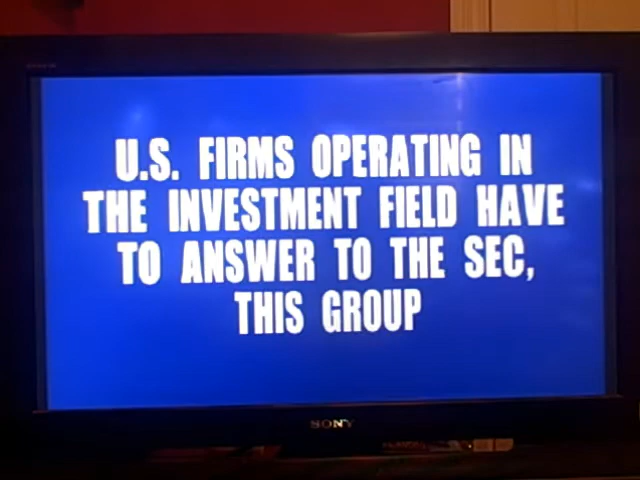 U.S. FIRMS OPERATING IN
THE INVESTMENT FIELD HAVE
TO ANSWER TO THE SEC,
THIS GROUP
SONY